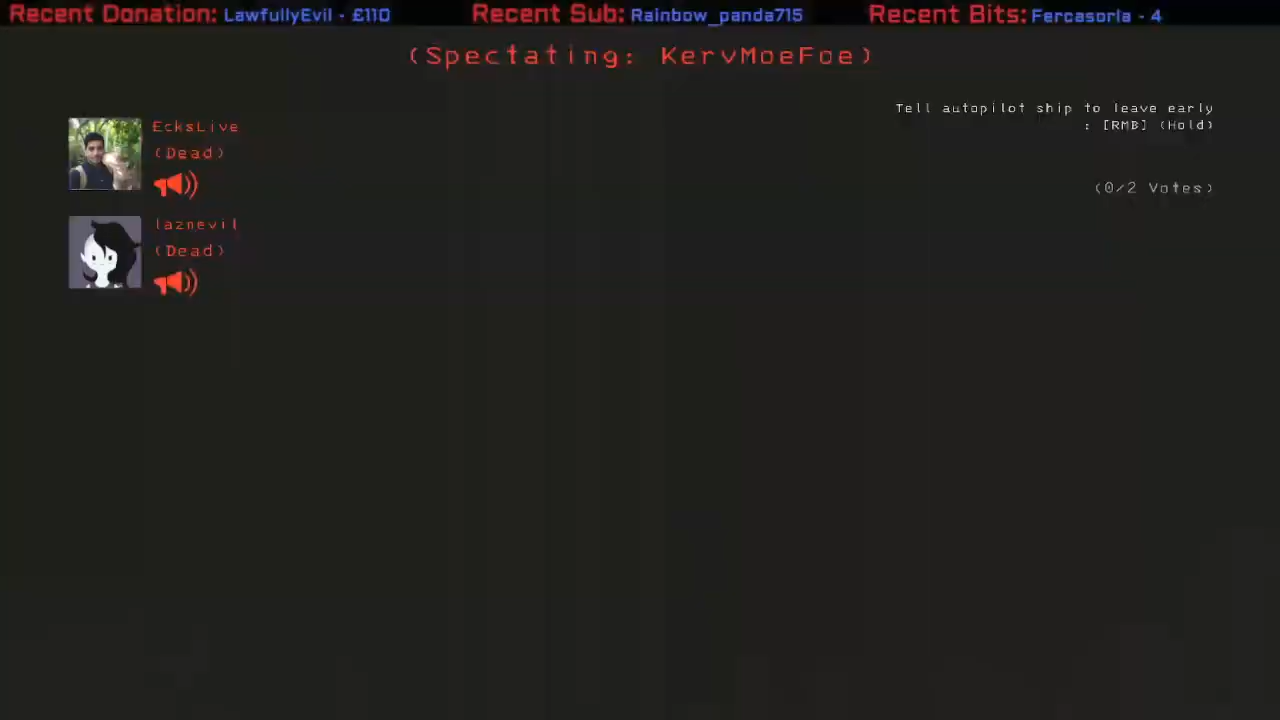 Recent Donation: LawfullyEvil - £110 Recent Sub: Rainbow_panda715 Recent Bits: Fercasorla - 4
(Spectating: KervMoeFoe)
Tell autopilot ship to leave early
: [RMB] (Hold)
(0/2 Votes)
EcksLive
(Dead)
laznevil
(Dead)